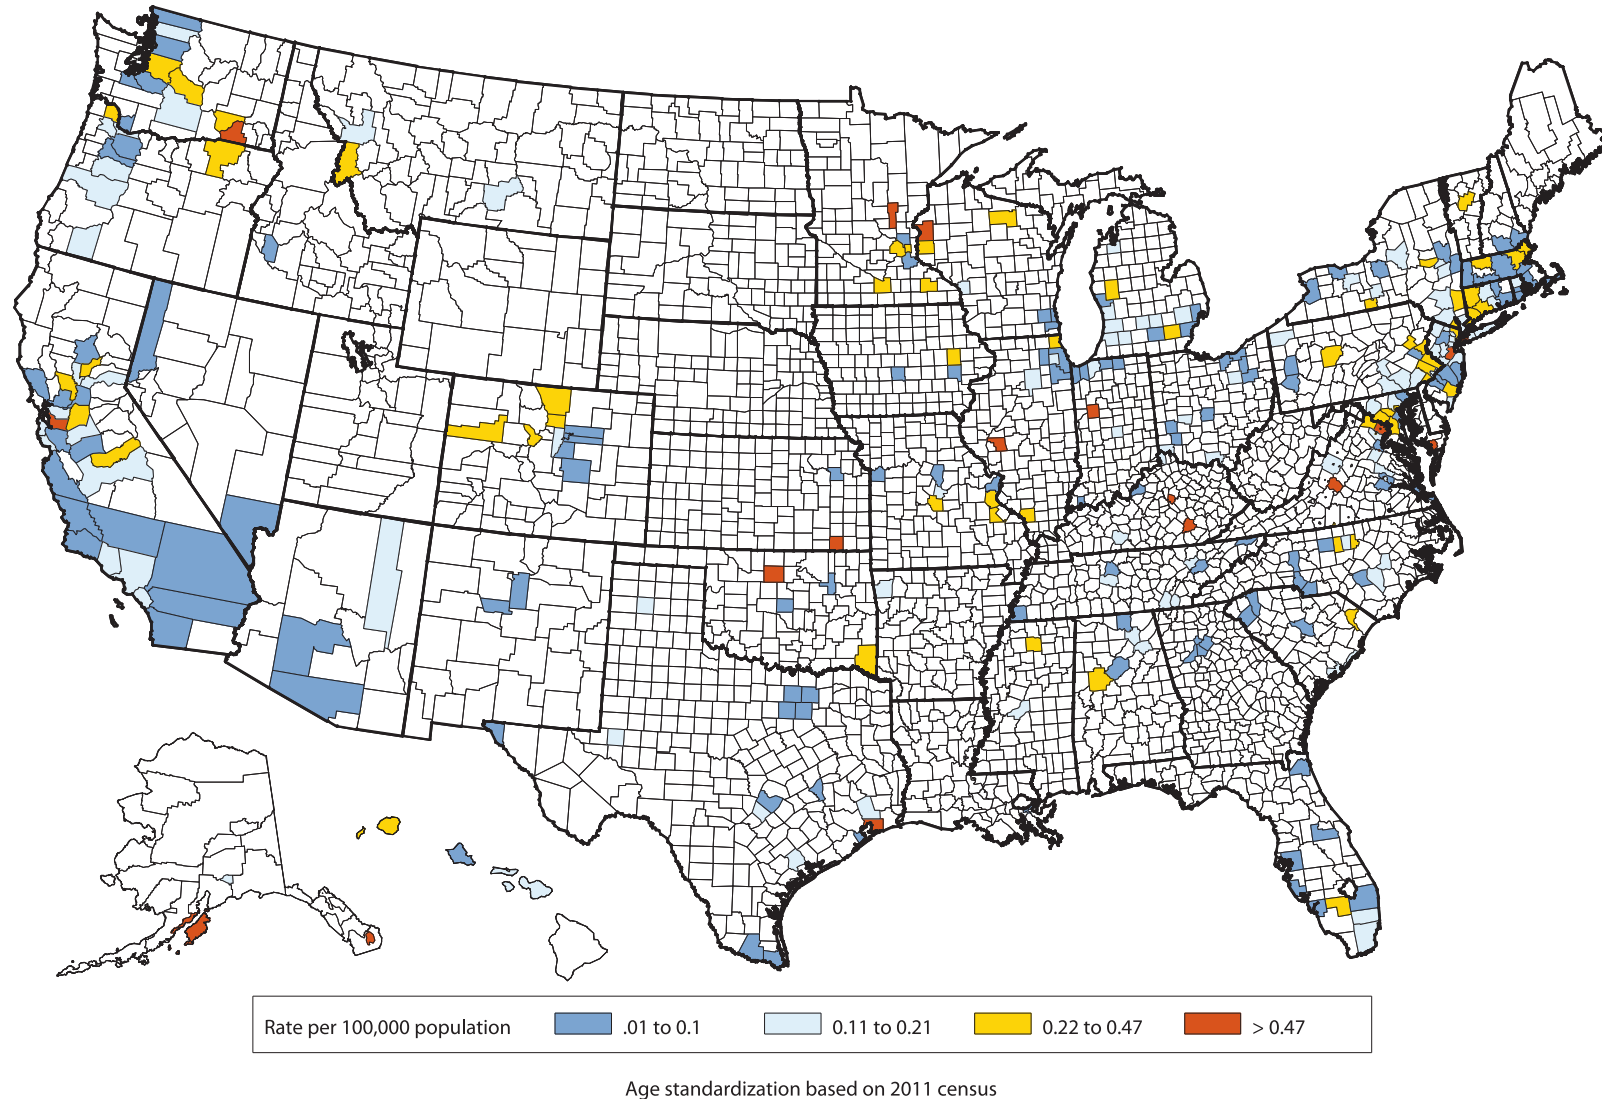 Rate per 100,000 population .01 to 0.1 0.11 to 0.21 0.22 to 0.47 > 0.47
Age standardization based on 2011 census